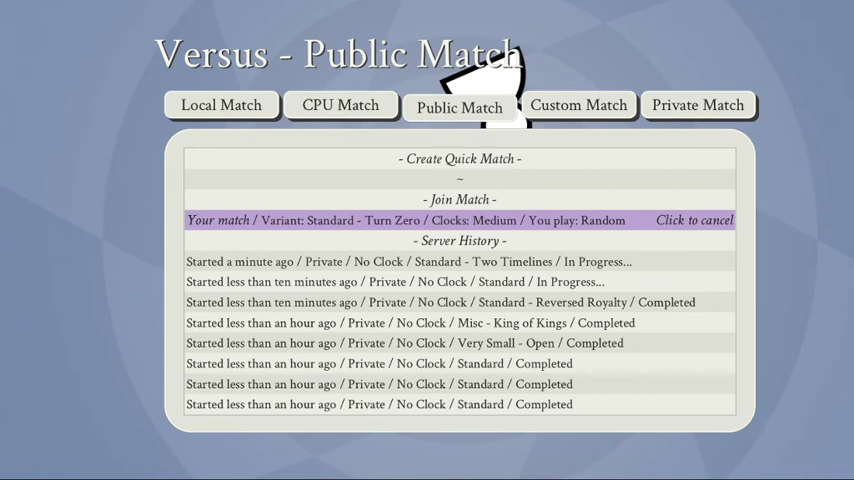 Versus - Public Match
Local Match
CPU Match
Public Match
Custom Match
Private Match
- Create Quick Match -
~
- Join Match -
Your match / Variant: Standard - Turn Zero / Clocks: Medium / You play: Random Click to cancel
- Server History -
Started a minute ago / Private / No Clock / Standard - Two Timelines / In Progress...
Started less than ten minutes ago / Private / No Clock / Standard / In Progress...
Started less than ten minutes ago / Private / No Clock / Standard - Reversed Royalty / Completed
Started less than an hour ago / Private / No Clock / Misc - King of Kings / Completed
Started less than an hour ago / Private / No Clock / Very Small - Open / Completed
Started less than an hour ago / Private / No Clock / Standard / Completed
Started less than an hour ago / Private / No Clock / Standard / Completed
Started less than an hour ago / Private / No Clock / Standard / Completed